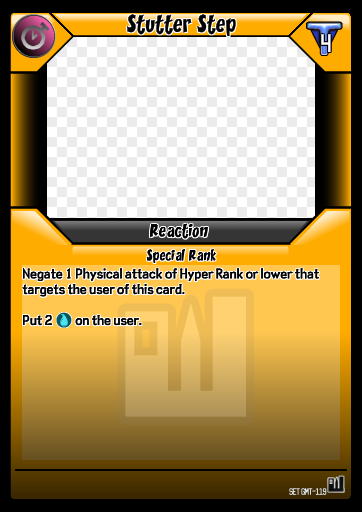 Stutter Step
4
Reaction
Special Rank
Negate 1 Physical attack of Hyper Rank or lower that
targets the user of this card.
Put 2 on the user.
SET GMT-119